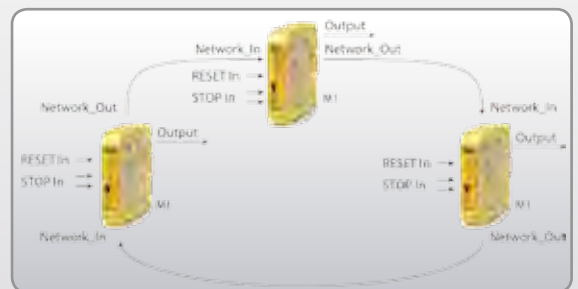 Output
Network_In
Network_Out
RESET In
STOP In
M1
Network_Out
Output
RESET In
STOP In
M1
Network_In
Network_In
Output
RESET In
STOP In
M1
Network_Out